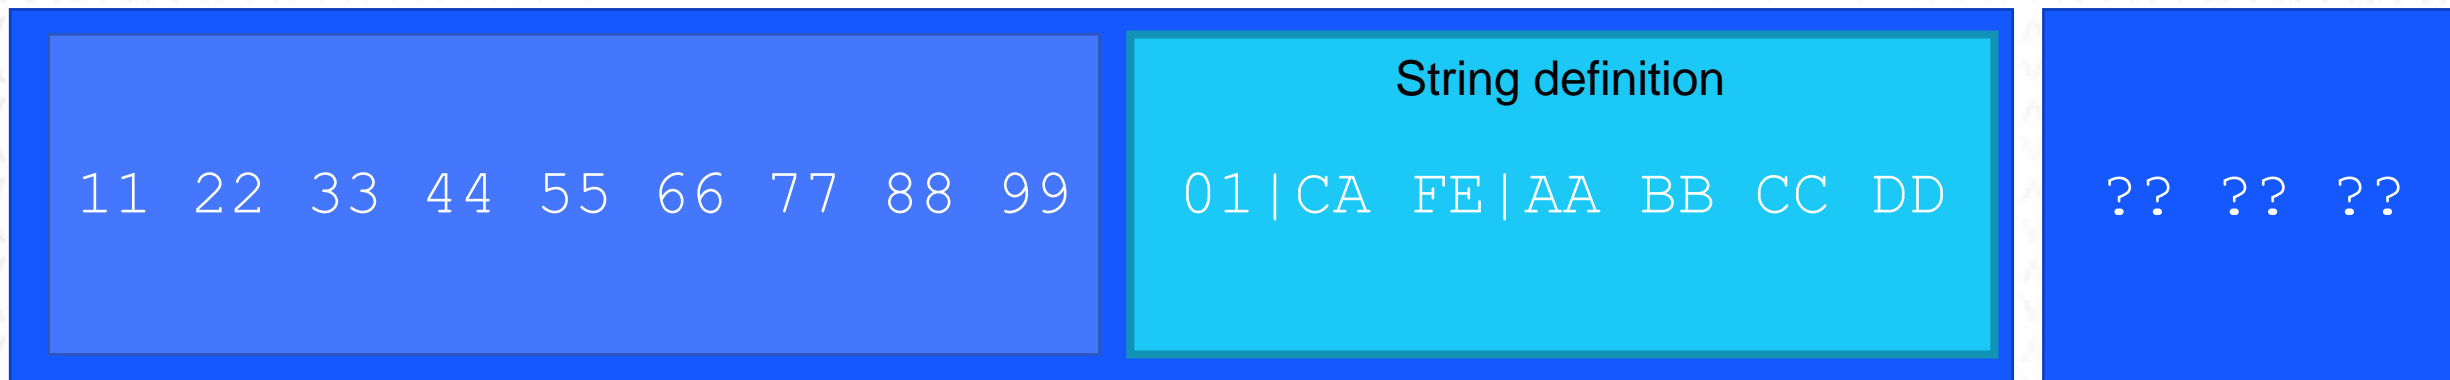 String definition
11 22 33 44 55 66 77 88 99
01|CA FE|AA BB CC DD
?? ?? ??